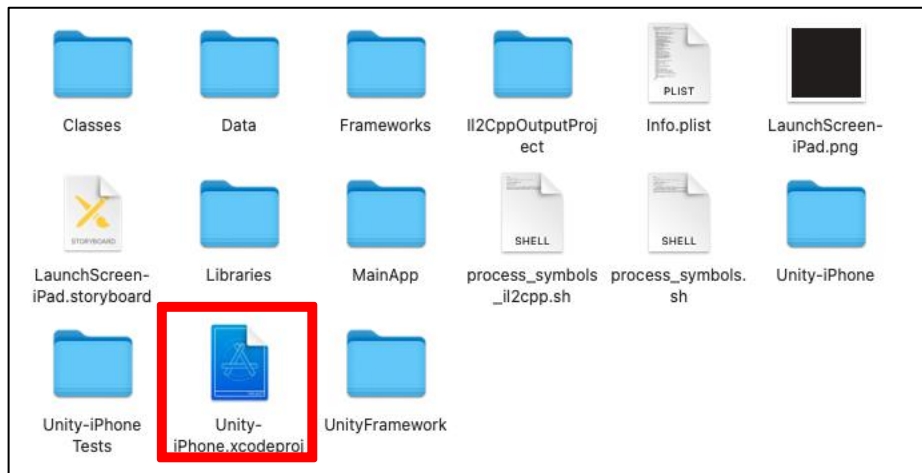 PLIST
Classes
Data
Frameworks
Il2CppOutputProj
ect
Info.plist
LaunchScreen-
iPad.png
STORYBOARD
SHELL
SHELL
LaunchScreen-
iPad.storyboard
Libraries
MainApp
process_symbols
_il2cpp.sh
process_symbols.
sh
Unity-iPhone
Unity-iPhone
Tests
Unity-
iPhone.xcodeproj
UnityFramework